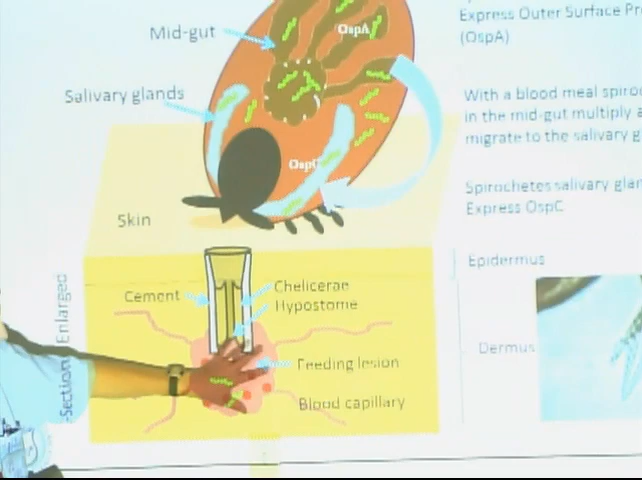 OspA
Mid-gut
Salivary glands
OspC
Skin
Express Outer Surface
(OspA)
With a blood meal
in the mid-gut multiply
migrate to the salivary
Spirochetes salivary
Express OspC
Epidermus
Dermus
Section Enlarged
Cement
Chelicerae
Hypostome
Feeding lesion
Blood capillary